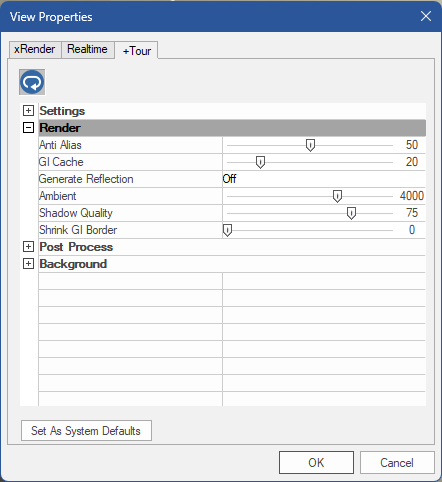 View Properties
xRender Realtime +Tour
Settings
Render
Anti Alias 50
GI Cache 20
Generate Reflection Off
Ambient 4000
Shadow Quality 75
Shrink GI Border 0
Post Process
Background
Set As System Defaults
OK Cancel